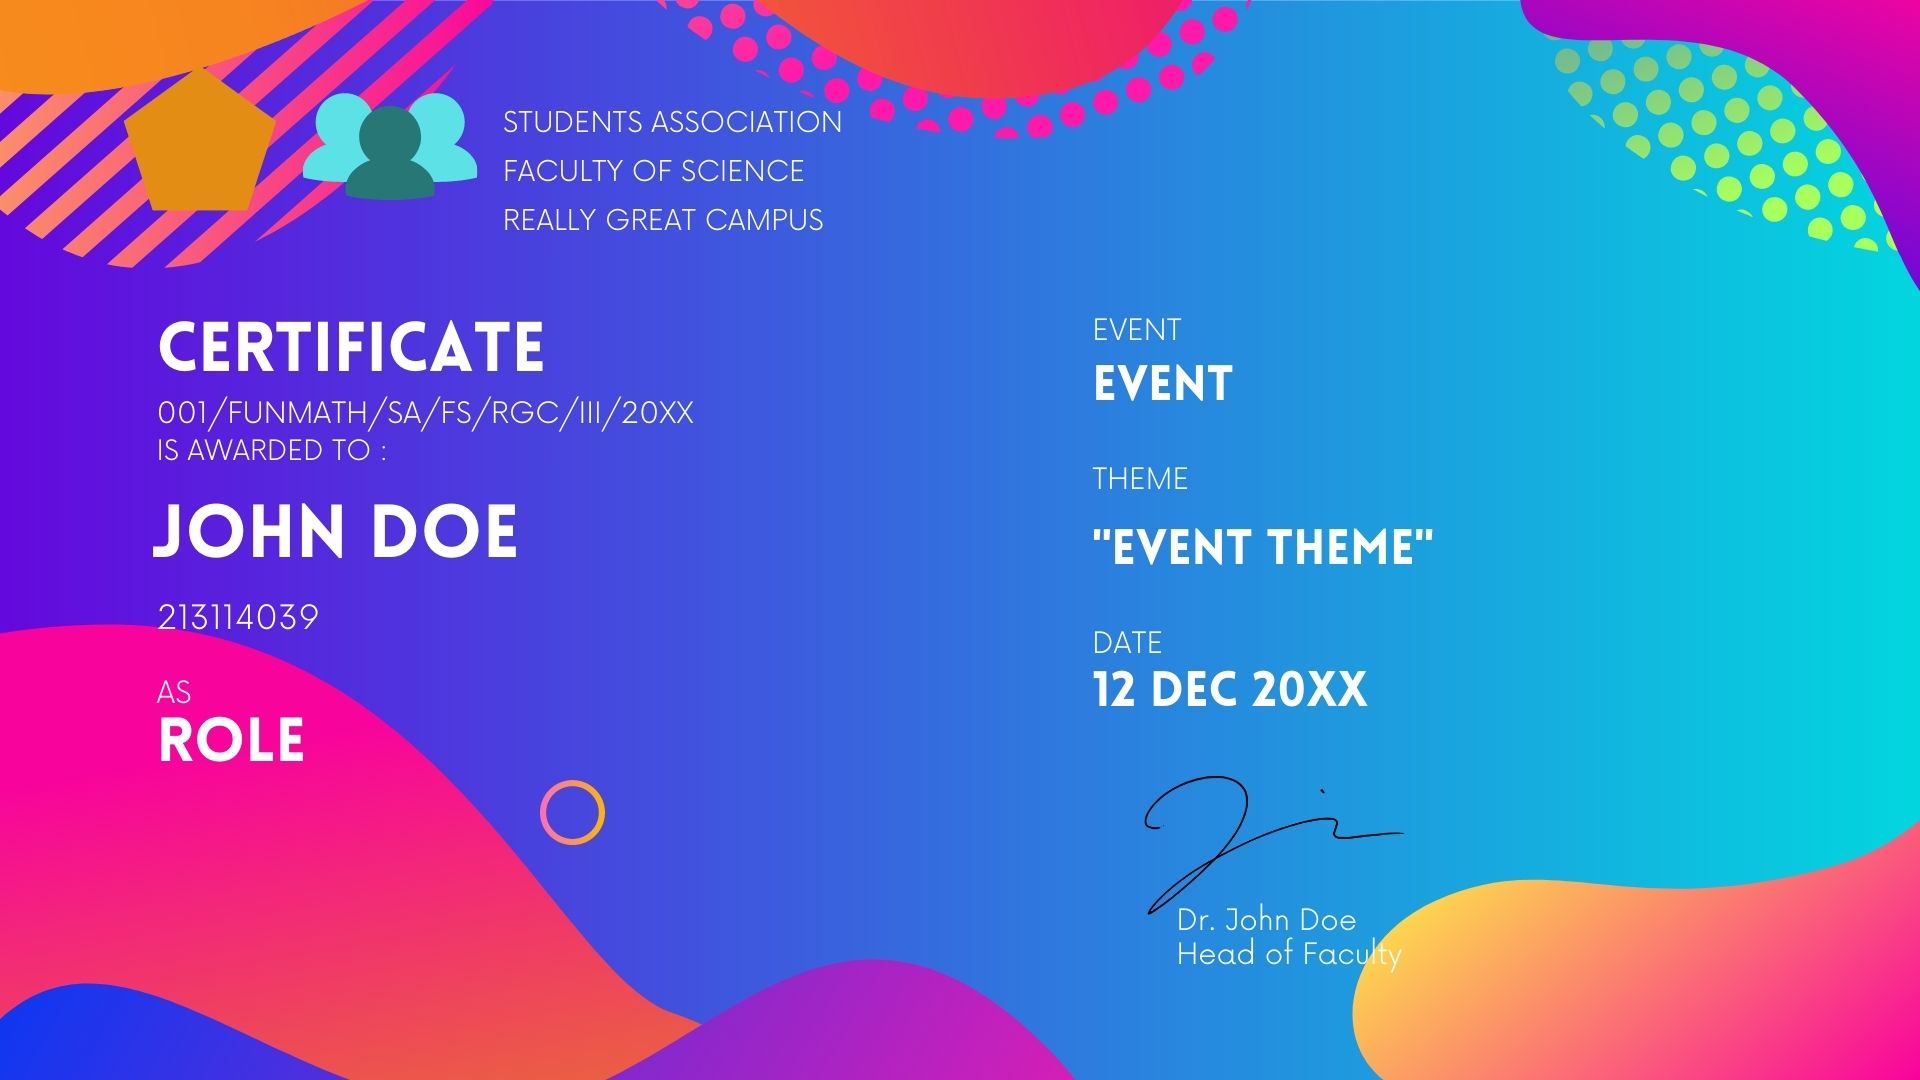 STUDENTS ASSOCIATION
FACULTY OF SCIENCE
REALLY GREAT CAMPUS
CERTIFICATE
001/FUNMATH/SA/FS/RGC/III/20XX
IS AWARDED TO :
JOHN DOE
213114039
AS
ROLE
EVENT
EVENT
THEME
"EVENT THEME"
DATE
12 DEC 20XX
Dr. John Doe
Head of Faculty